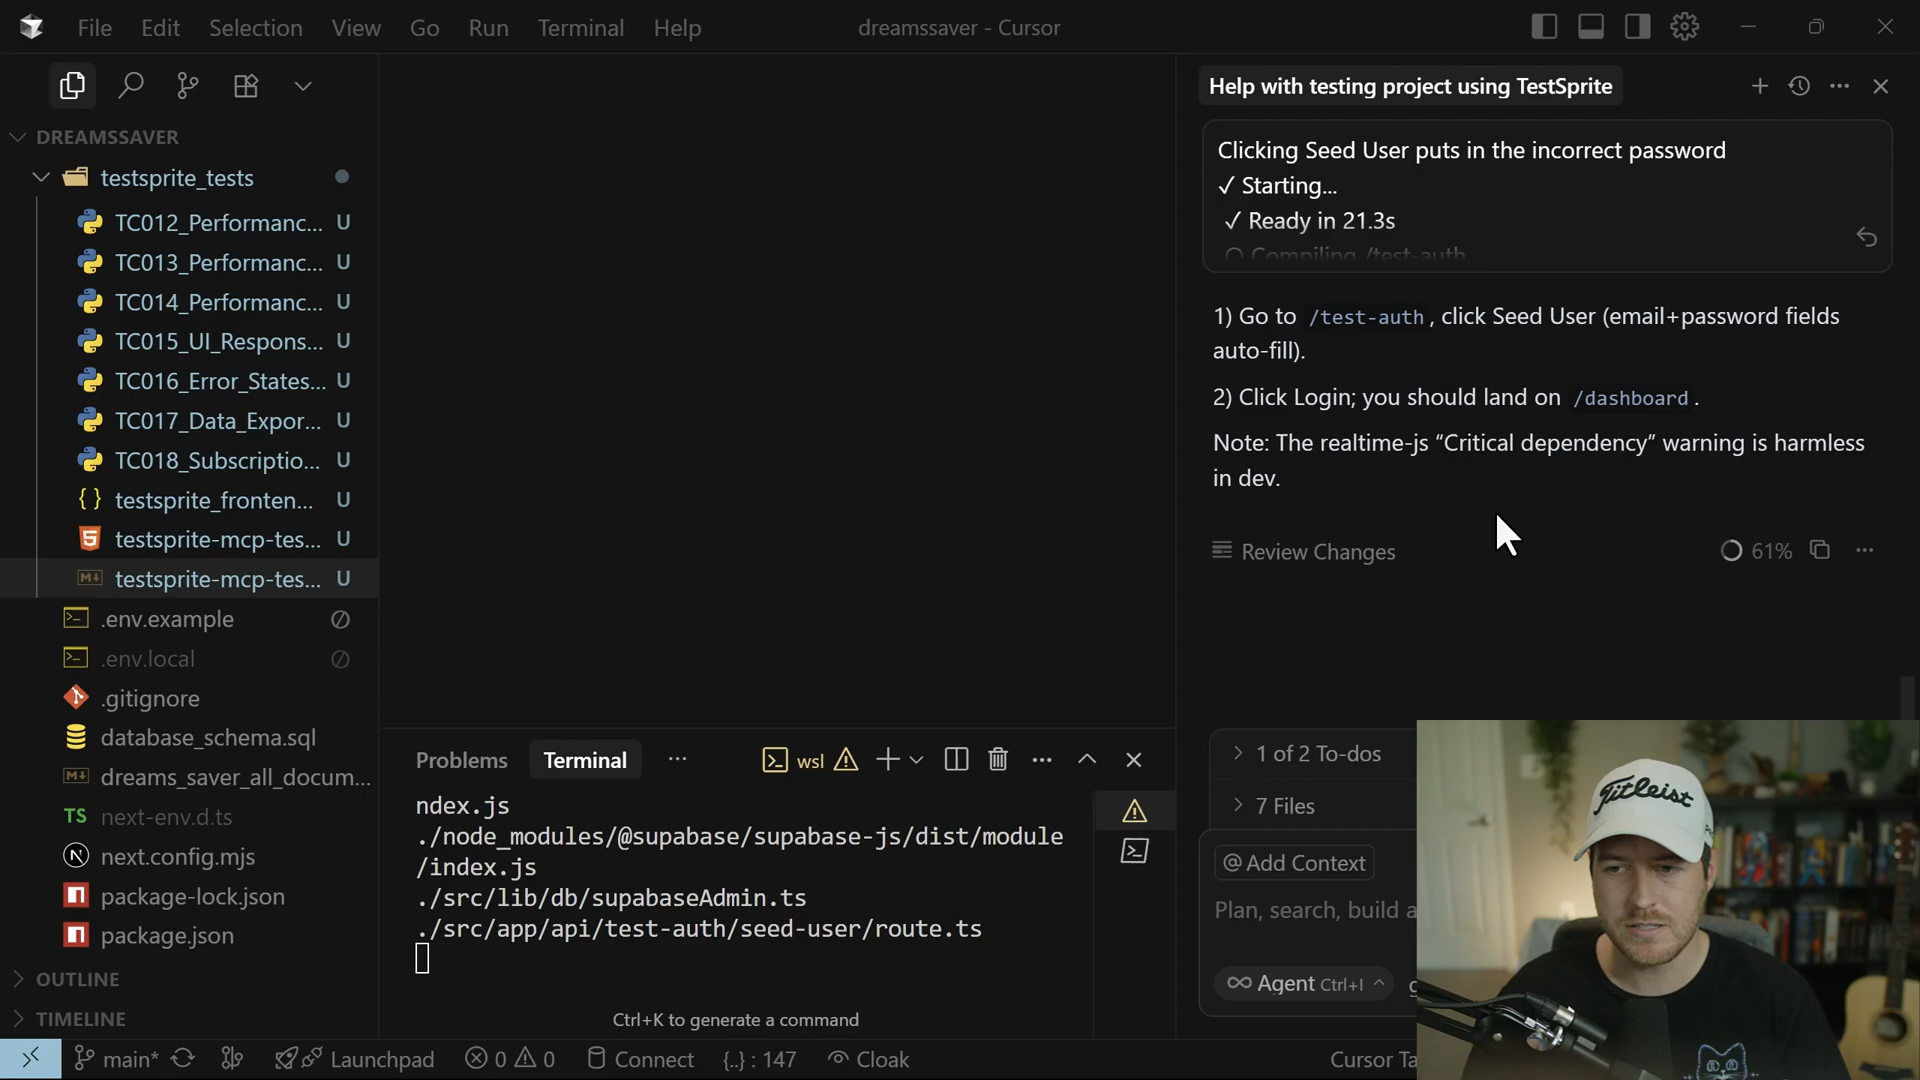 File Edit Selection View Go Run Terminal Help
dreamssaver - Cursor
DREAMSSAVER
testsprite_tests
TC012_Performanc... U
TC013_Performanc... U
TC014_Performanc... U
TC015_UI_Respons... U
TC016_Error_States... U
TC017_Data_Expor... U
TC018_Subscriptio... U
{ } testsprite_fronten... U
testsprite-mcp-tes... U
testsprite-mcp-tes... U
.env.example
.env.local
.gitignore
database_schema.sql
dreams_saver_all_docum...
TS next-env.d.ts
next.config.mjs
package-lock.json
package.json
OUTLINE
TIMELINE
Problems Terminal ... wsl
ndex.js
./node_modules/@supabase/supabase-js/dist/module
/index.js
./src/lib/db/supabaseAdmin.ts
./src/app/api/test-auth/seed-user/route.ts
Ctrl+K to generate a command
Help with testing project using TestSprite
Clicking Seed User puts in the incorrect password
✓ Starting...
✓ Ready in 21.3s
○ Compiling /test-auth
1) Go to /test-auth, click Seed User (email+password fields
auto-fill).
2) Click Login; you should land on /dashboard.
Note: The realtime-js “Critical dependency” warning is harmless
in dev.
Review Changes 61%
1 of 2 To-dos
7 Files
@ Add Context
Plan, search, build a
∞ Agent Ctrl+I
Titleist
main* Launchpad 0 0 Connect {..} : 147 Cloak
Cursor Ta